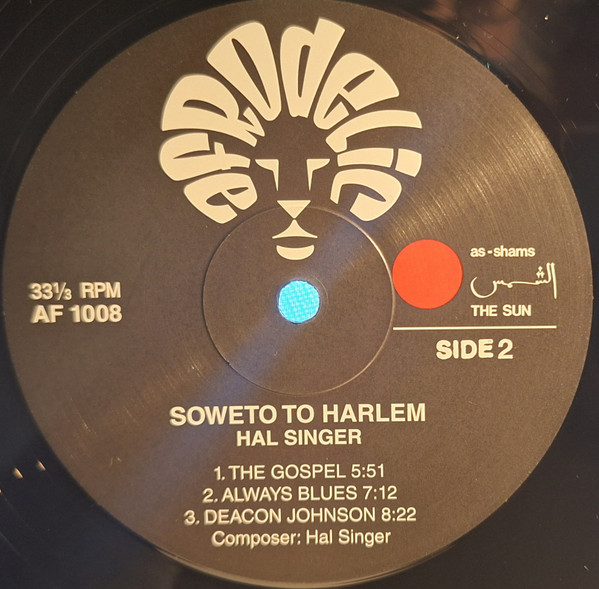 aFRodelic
as-shams
الشمس
THE SUN
33⅓ RPM
AF 1008
SIDE 2
SOWETO TO HARLEM
HAL SINGER
1. THE GOSPEL 5:51
2. ALWAYS BLUES 7:12
3. DEACON JOHNSON 8:22
Composer: Hal Singer